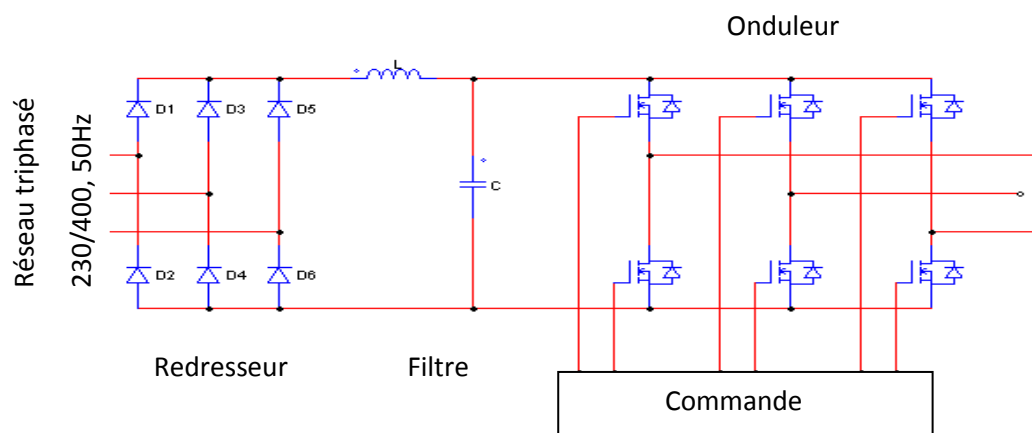 Onduleur
L
D1
D3
D5
Réseau triphasé
230/400, 50Hz
C
D2
D4
D6
Redresseur
Filtre
Commande